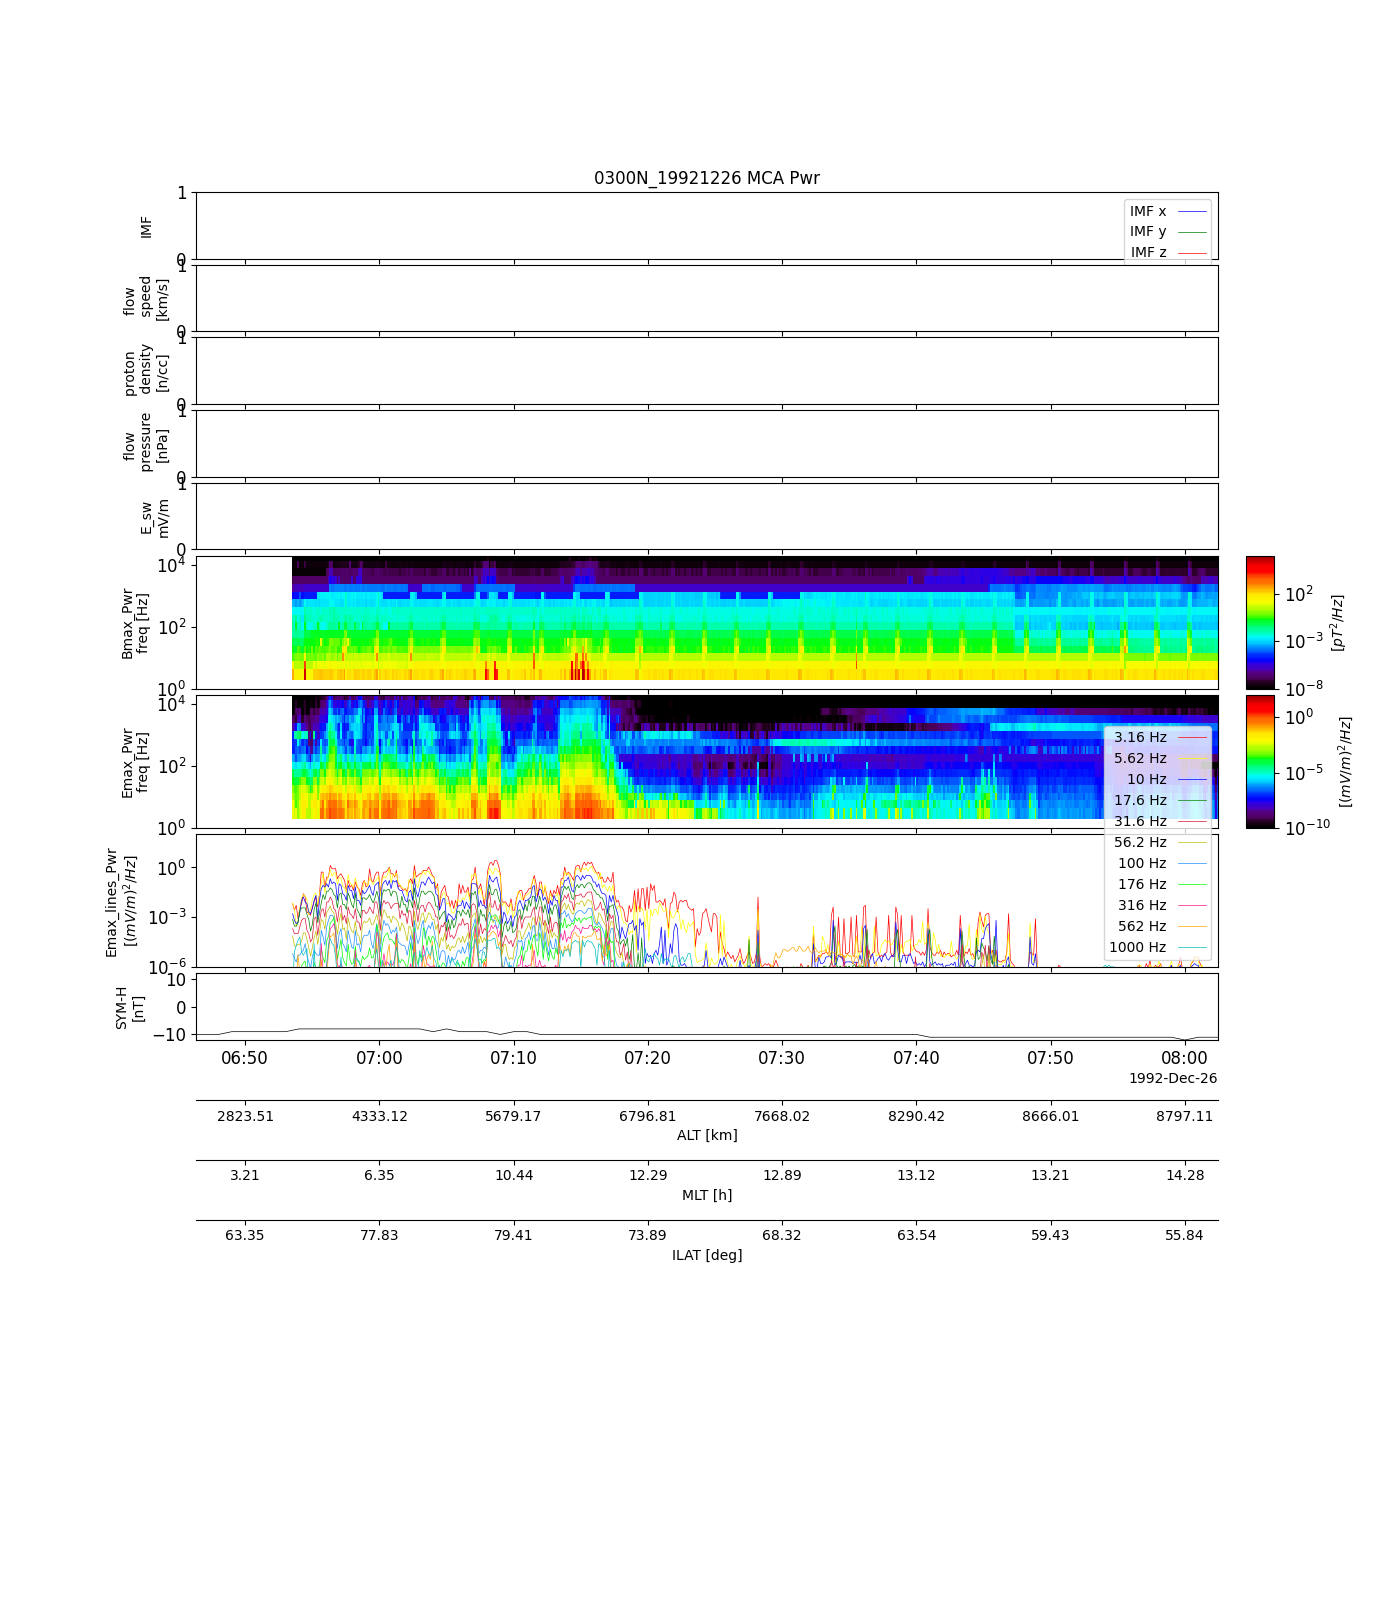 0300N_19921226 MCA Pwr
1
IMF
0
IMF x
IMF y
IMF z
1
flow
speed
[km/s]
0
1
proton
density
[n/cc]
0
1
flow
pressure
[nPa]
0
1
E_sw
mV/m
0
10^4
10^2
10^0
Bmax_Pwr
freq [Hz]
10^2
10^-3
10^-8
[pT^2/Hz]
10^4
10^2
10^0
Emax_Pwr
freq [Hz]
10^0
10^-5
10^-10
[(mV/m)^2/Hz]
3.16 Hz
5.62 Hz
10 Hz
17.6 Hz
31.6 Hz
56.2 Hz
100 Hz
176 Hz
316 Hz
562 Hz
1000 Hz
10^0
10^-3
10^-6
Emax_lines_Pwr
[(mV/m)^2/Hz]
10
0
−10
SYM-H
[nT]
06:50 07:00 07:10 07:20 07:30 07:40 07:50 08:00
1992-Dec-26
2823.51 4333.12 5679.17 6796.81 7668.02 8290.42 8666.01 8797.11
ALT [km]
3.21 6.35 10.44 12.29 12.89 13.12 13.21 14.28
MLT [h]
63.35 77.83 79.41 73.89 68.32 63.54 59.43 55.84
ILAT [deg]